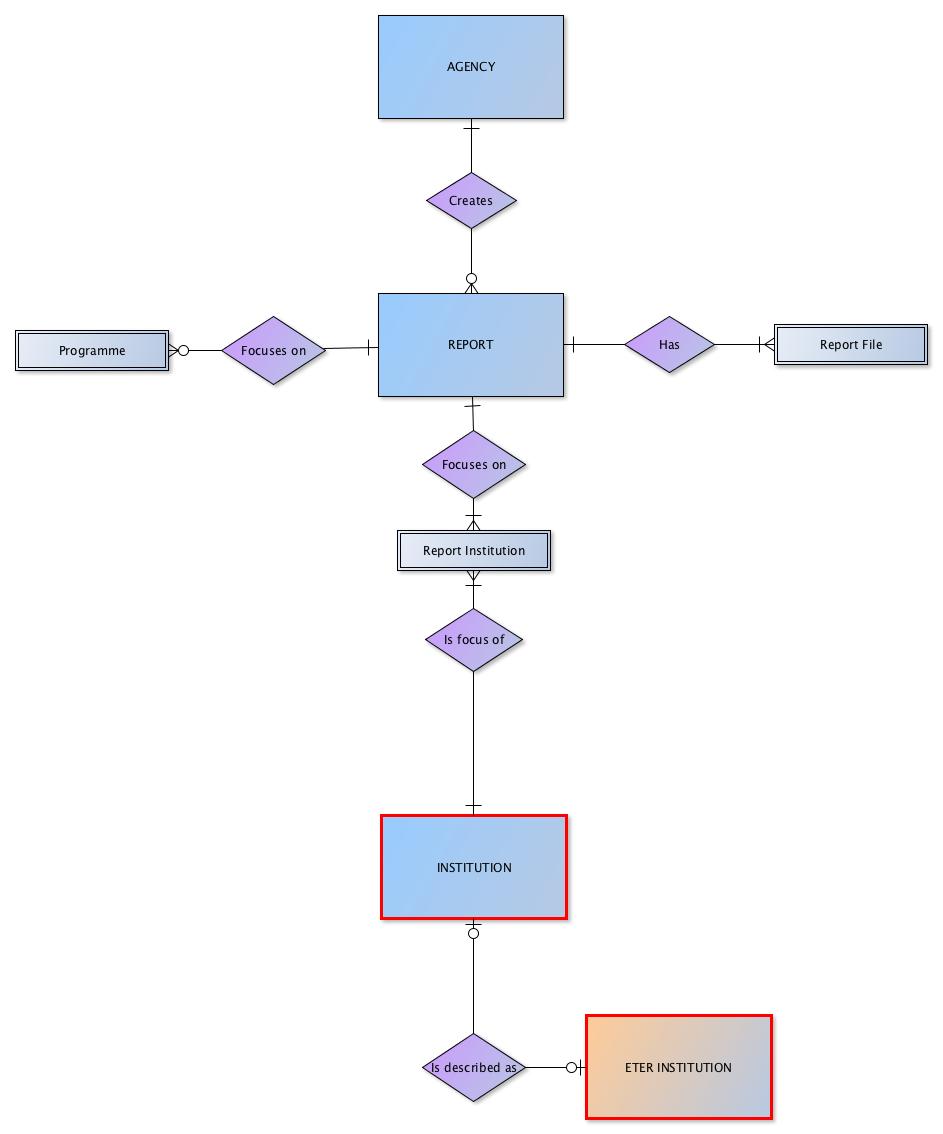 AGENCY
Creates
Programme
Focuses on
REPORT
Has
Report File
Focuses on
Report Institution
Is focus of
INSTITUTION
Is described as
ETER INSTITUTION